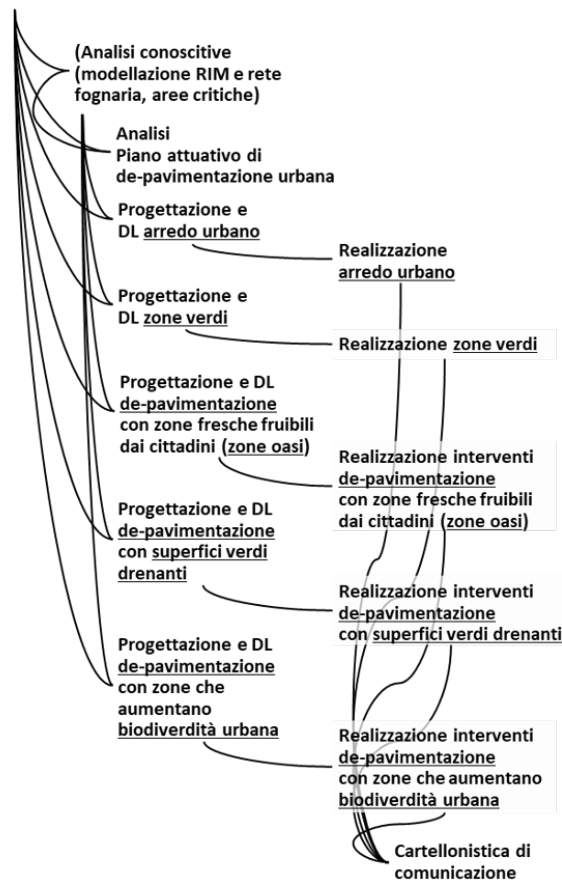 (Analisi conoscitive
(modellazione RIM e rete
fognaria, aree critiche)
Analisi
Piano attuativo di
de-pavimentazione urbana
Progettazione e
DL arredo urbano
Realizzazione
arredo urbano
Progettazione e
DL zone verdi
Realizzazione zone verdi
Progettazione e DL
de-pavimentazione
con zone fresche fruibili
dai cittadini (zone oasi)
Realizzazione interventi
de-pavimentazione
con zone fresche fruibili
dai cittadini (zone oasi)
Progettazione e DL
de-pavimentazione
con superfici verdi
drenanti
Realizzazione interventi
de-pavimentazione
con superfici verdi drenanti
Progettazione e DL
de-pavimentazione
con zone che
aumentano
biodiverdità urbana
Realizzazione interventi
de-pavimentazione
con zone che aumentano
biodiverdità urbana
Cartellonistica di
comunicazione